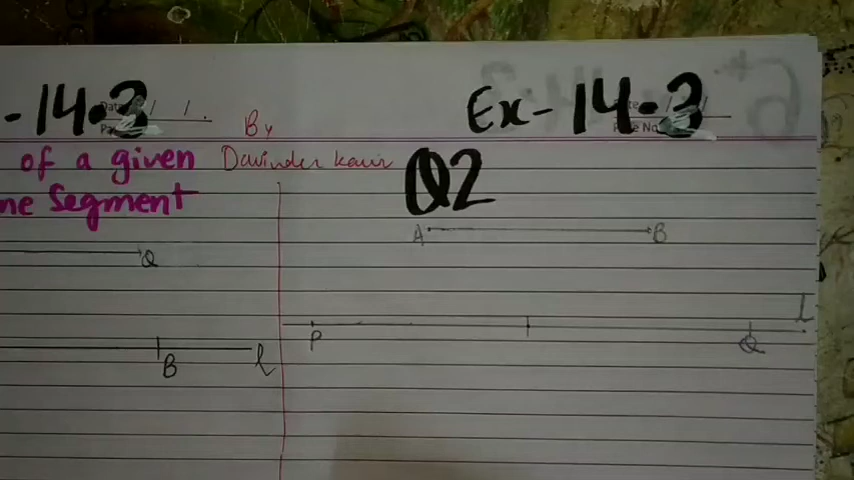 -14.3
By
of a given Davinder kaur
ne Segment
Q
B l
Ex-14.3
Q2
A B
P Q l